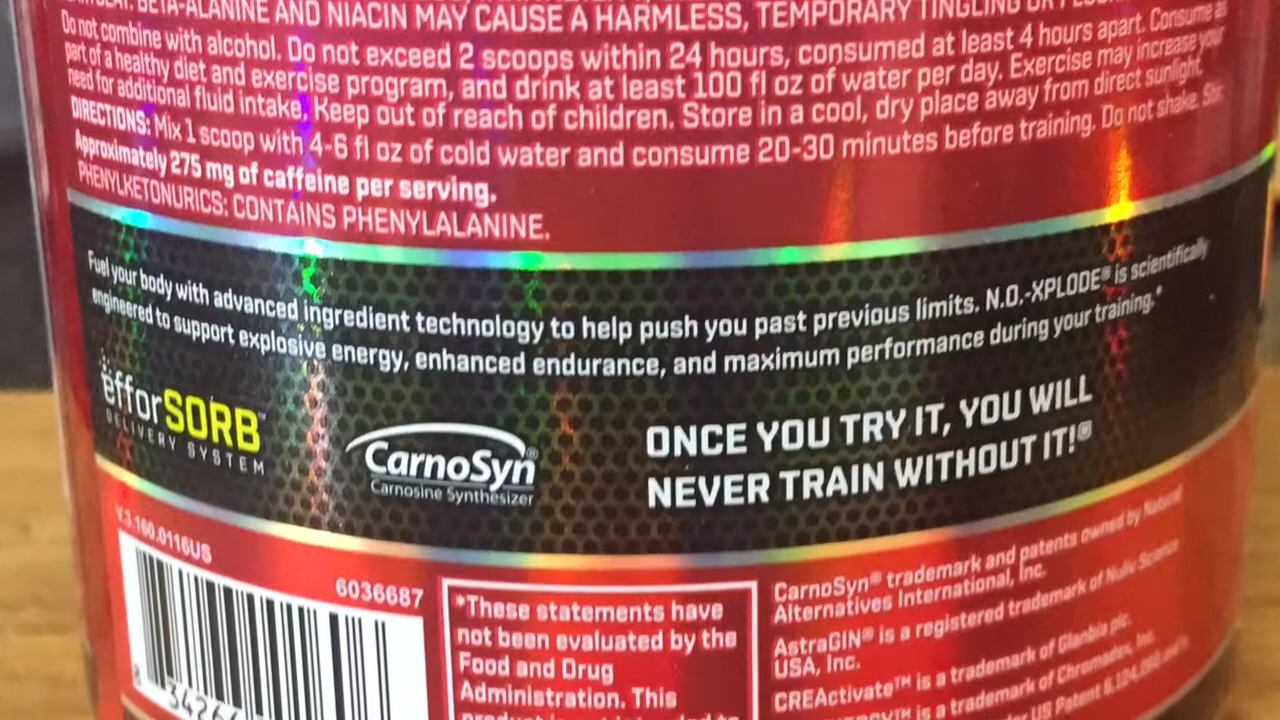 BETA-ALANINE AND NIACIN MAY CAUSE A HARMLESS, TEMPORARY TINGLING OR
Do not combine with alcohol. Do not exceed 2 scoops within 24 hours, consumed at least 4 hours apart. Consume as
part of a healthy diet and exercise program, and drink at least 100 fl oz of water per day. Exercise may increase your
need for additional fluid intake. Keep out of reach of children. Store in a cool, dry place away from direct sunlight.
DIRECTIONS: Mix 1 scoop with 4-6 fl oz of cold water and consume 20-30 minutes before training. Do not shake. Stir.
Approximately 275 mg of caffeine per serving.
PHENYLKETONURICS: CONTAINS PHENYLALANINE.
Fuel your body with advanced ingredient technology to help push you past previous limits. N.O.-XPLODE® is scientifically
engineered to support explosive energy, enhanced endurance, and maximum performance during your training.*
efforSORB™
DELIVERY SYSTEM
CarnoSyn®
Carnosine Synthesizer
ONCE YOU TRY IT, YOU WILL
NEVER TRAIN WITHOUT IT!®
V.3.160.0116US
6036687
*These statements have
not been evaluated by the
Food and Drug
Administration. This
CarnoSyn® trademark and patents owned by Natural
Alternatives International, Inc.
AstraGIN® is a registered trademark of NuLiv Science
USA, Inc.
CREActivate™ is a trademark of Glanbia plc.
is a trademark of Chromadex, Inc.
US Patent